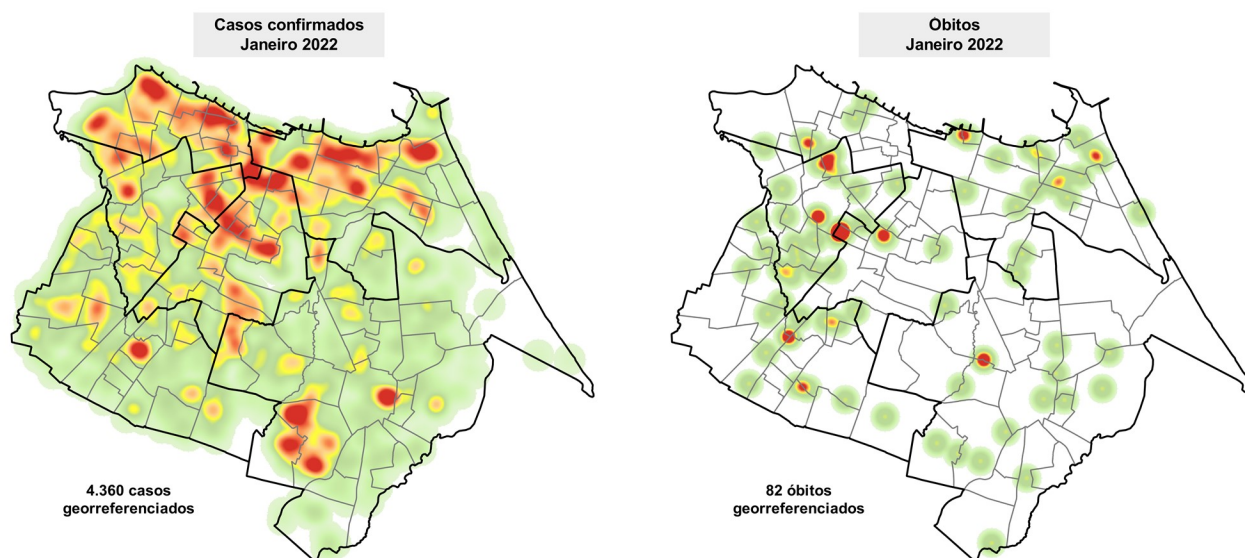 Casos confirmados
Janeiro 2022
Óbitos
Janeiro 2022
4.360 casos
georreferenciados
82 óbitos
georreferenciados